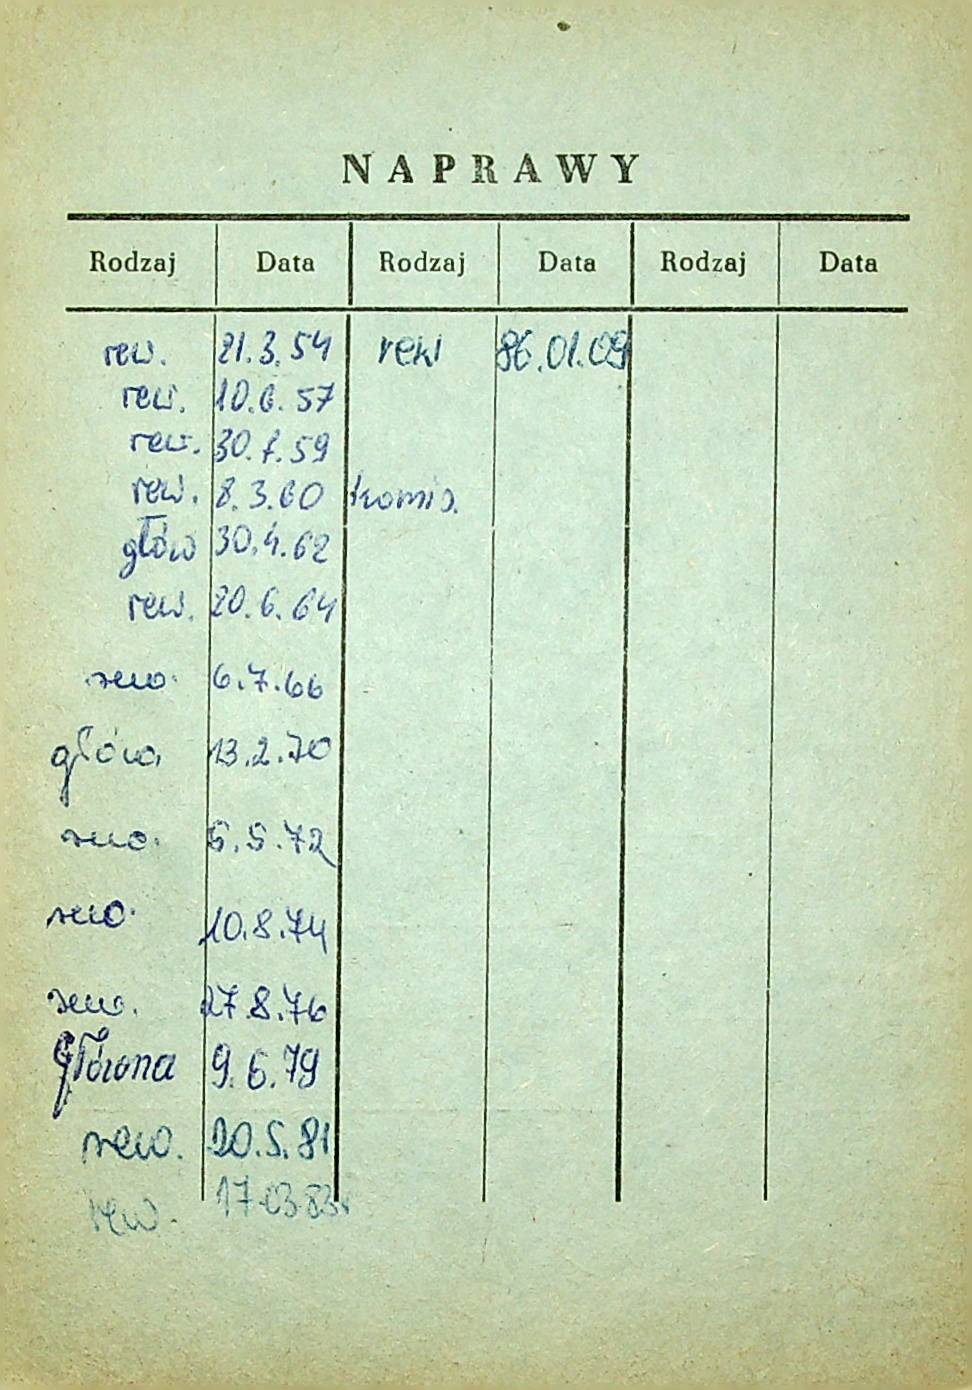 NAPRAWY
Rodzaj Data Rodzaj Data Rodzaj Data
rew. 21.3.54 rew 86.01.09
rew. 10.6.57
rew. 30.7.59
rew. 8.3.60
głów 30.4.62
rew. 20.6.64
rew. 6.7.66
główn 13.2.70
rew. 5.5.72
rew. 10.8.74
rew. 27.8.76
Główna 9.6.79
rew. 20.5.81
rew. 17.03.83r